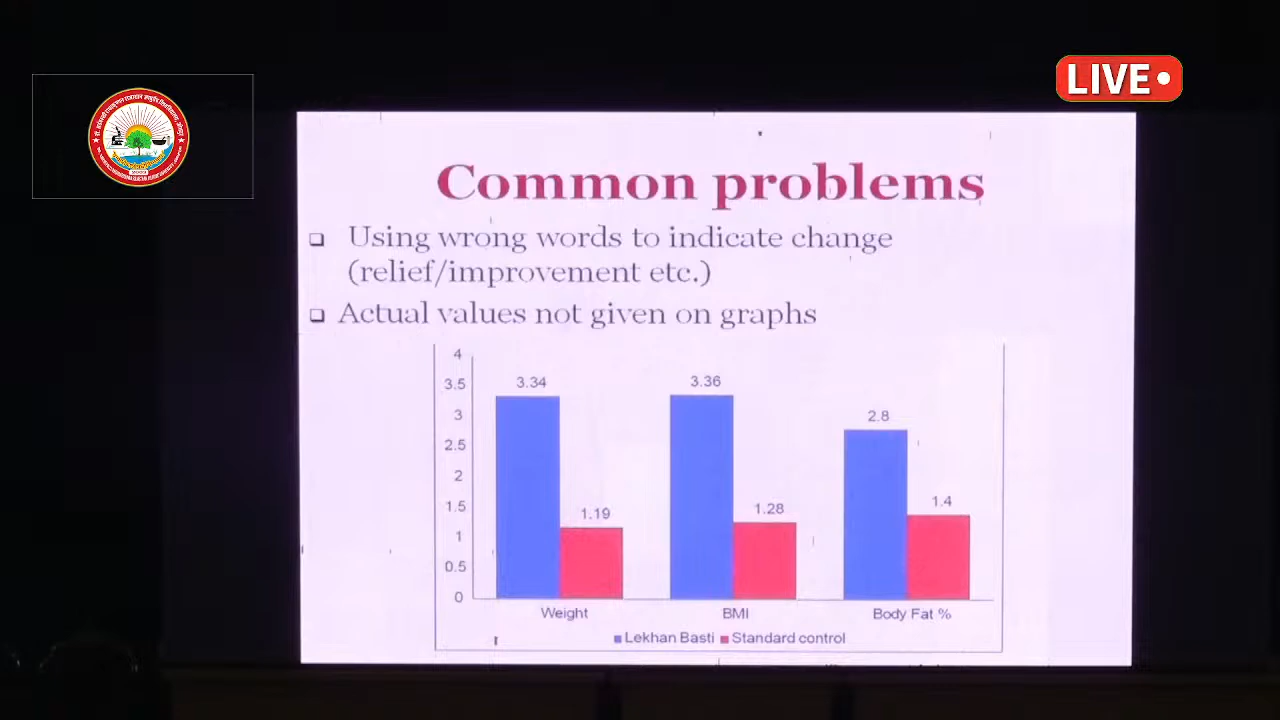 LIVE
Common problems
Using wrong words to indicate change
(relief/improvement etc.)
Actual values not given on graphs
4
3.5
3
2.5
2
1.5
1
0.5
0
3.34
1.19
3.36
1.28
2.8
1.4
Weight
BMI
Body Fat %
Lekhan Basti
Standard control